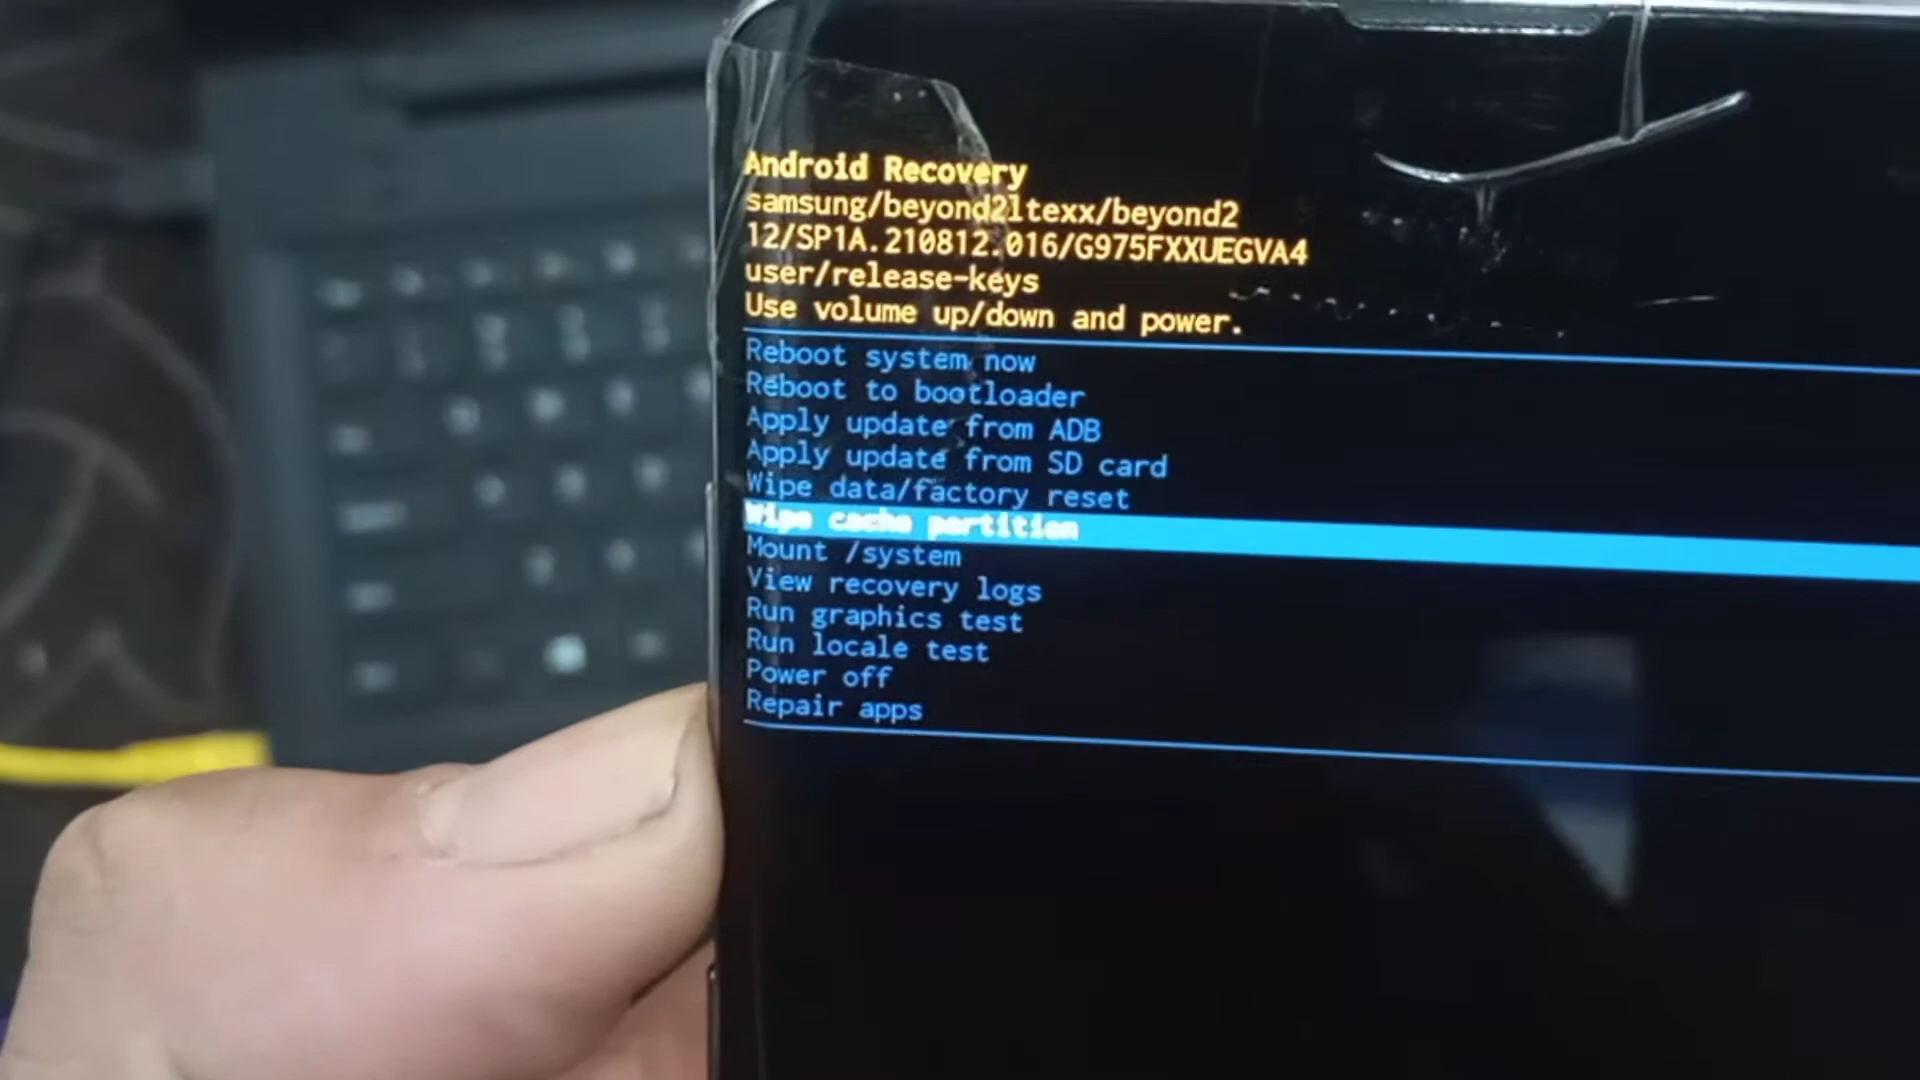 Android Recovery
samsung/beyond2ltexx/beyond2
12/SP1A.210812.016/G975FXXUEGVA4
user/release-keys
Use volume up/down and power.
Reboot system now
Reboot to bootloader
Apply update from ADB
Apply update from SD card
Wipe data/factory reset
Wipe cache partition
Mount /system
View recovery logs
Run graphics test
Run locale test
Power off
Repair apps